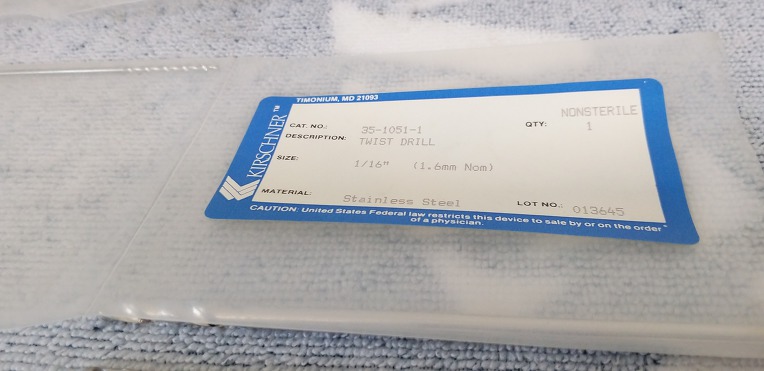 TIMONIUM, MD 21093
KIRSCHNER™
NONSTERILE
CAT. NO.: 35-1051-1 QTY: 1
DESCRIPTION: TWIST DRILL
SIZE: 1/16" (1.6mm Nom)
MATERIAL: Stainless Steel LOT NO.: 013645
CAUTION: United States Federal law restricts this device to sale by or on the order
of a physician.